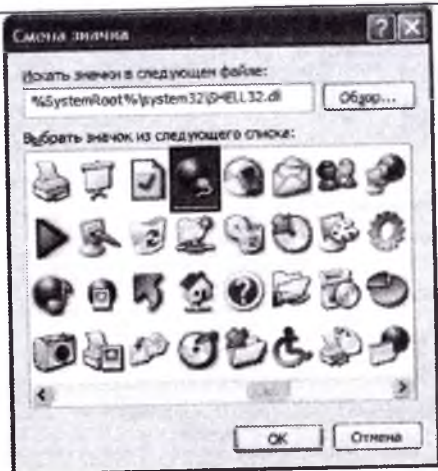 Смена значка
Искать значки в следующем файле:
%SystemRoot%\system32\SHELL32.dll
Обзор...
Выбрать значок из следующего списка:
OK
Отмена